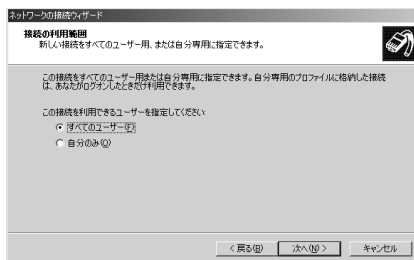 ネットワークの接続ウィザード
接続の利用範囲
新しい接続をすべてのユーザー用、または自分専用に指定できます。
この接続をすべてのユーザー用または自分専用に指定できます。自分専用のプロファイルに格納した接続
は、あなたがログオンしたときだけ利用できます。
この接続を利用できるユーザーを指定してください:
すべてのユーザー(F)
自分のみ(O)
< 戻る(B)
次へ(N) >
キャンセル